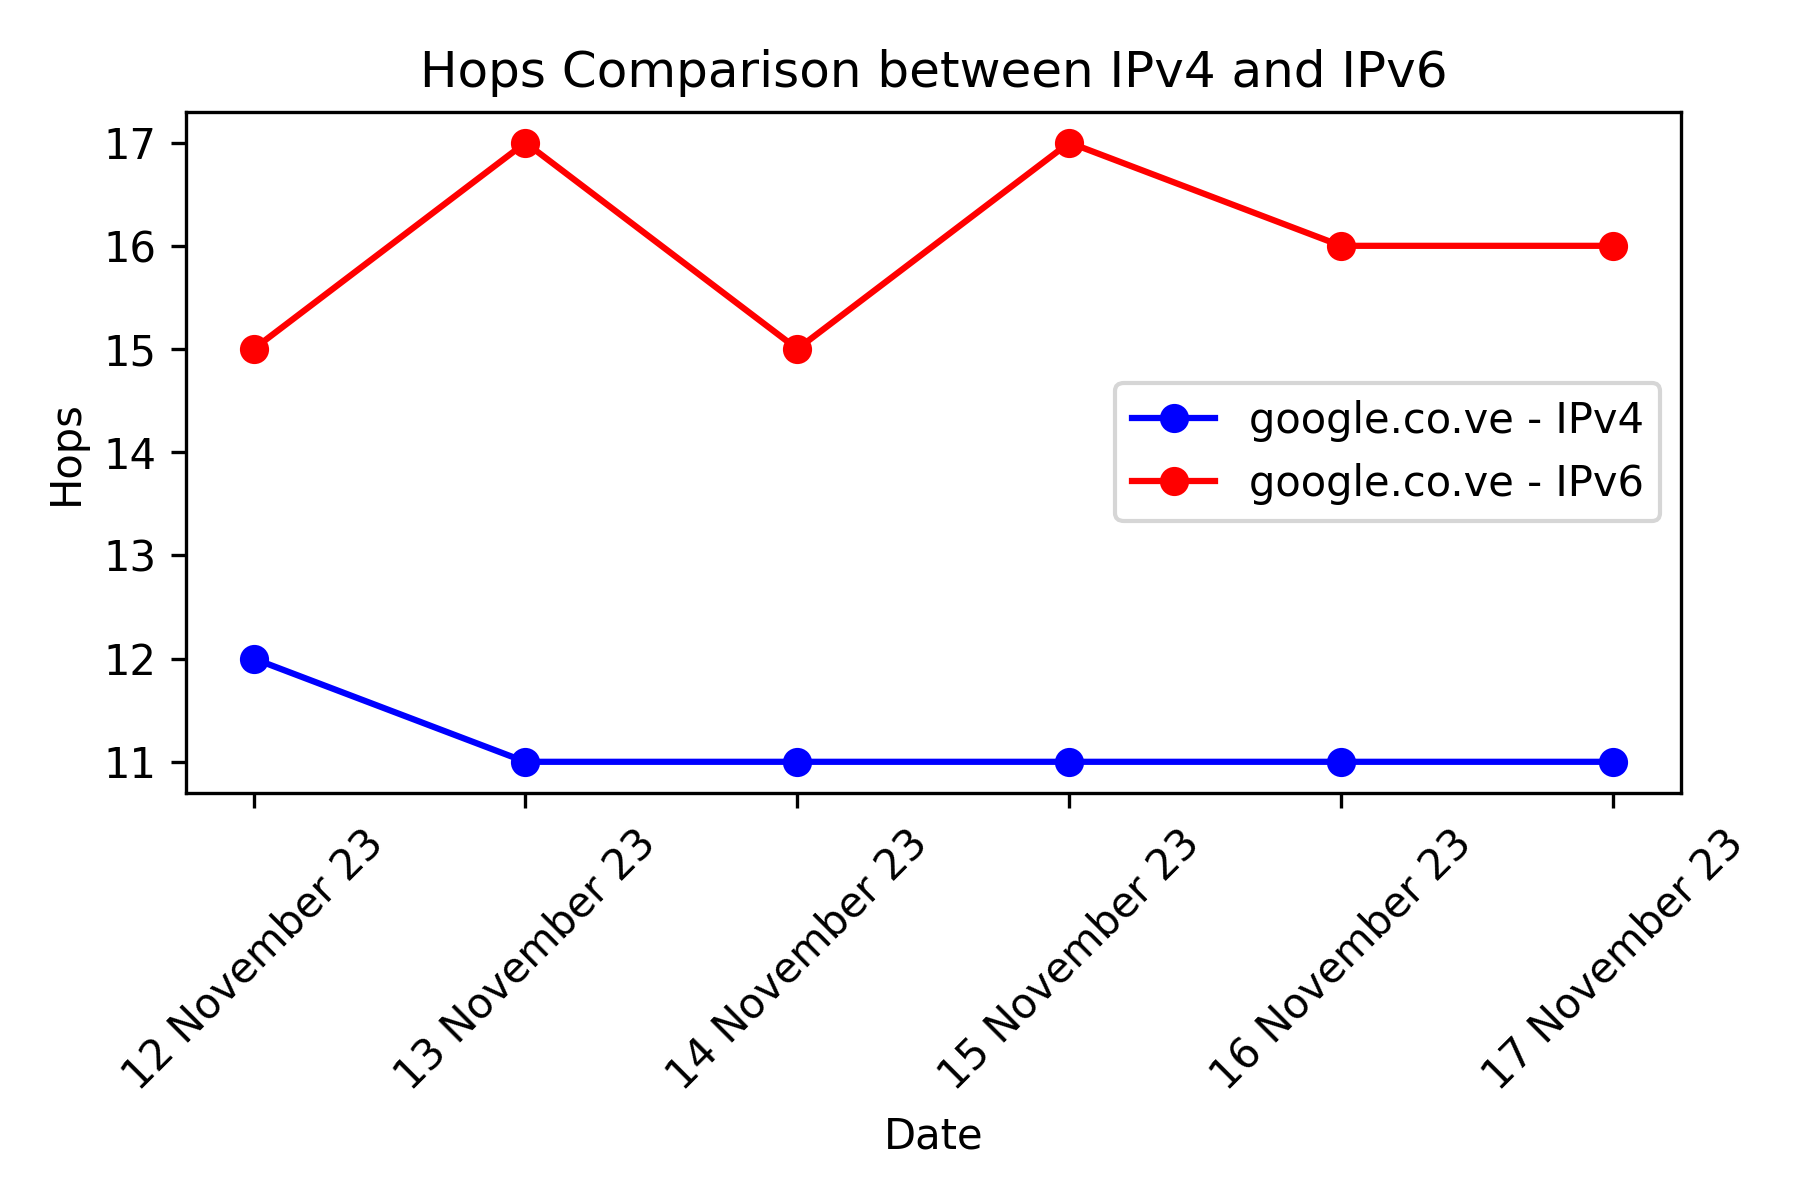 Hops Comparison between IPv4 and IPv6
Hops
17
16
15
14
13
12
11
google.co.ve - IPv4
google.co.ve - IPv6
12 November 23
13 November 23
14 November 23
15 November 23
16 November 23
17 November 23
Date